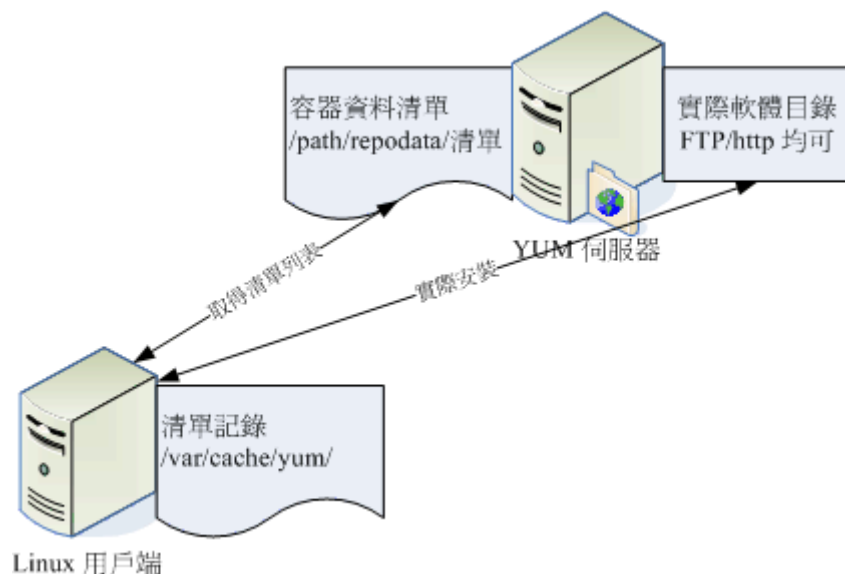 容器資料清單
/path/repodata/清單
實際軟體目錄
FTP/http 均可
YUM 伺服器
取得清單列表
實際安裝
清單記錄
/var/cache/yum/
Linux 用戶端